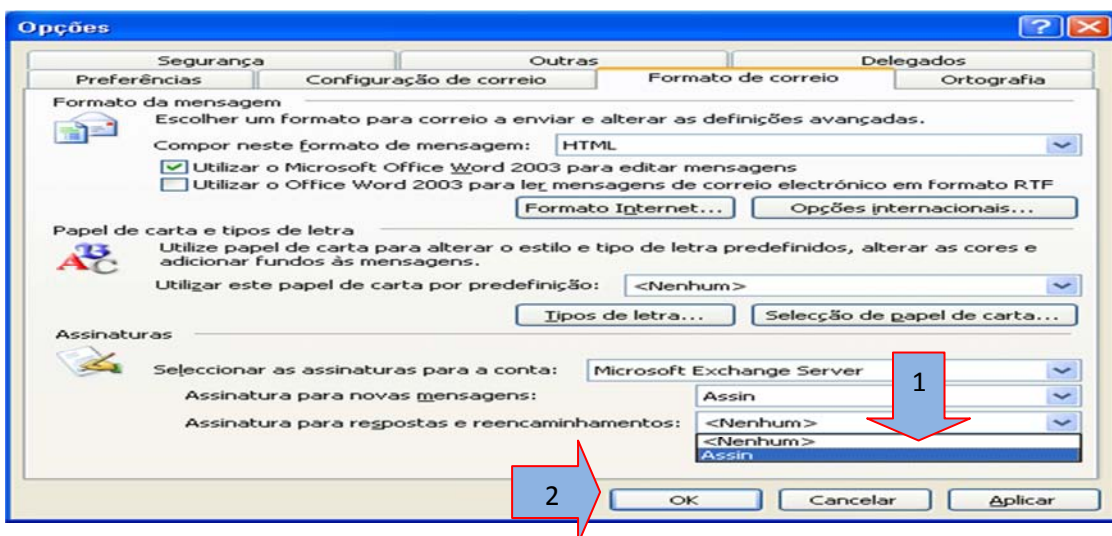 Opções
Segurança Outras Delegados
Preferências Configuração de correio Formato de correio Ortografia
Formato da mensagem
Escolher um formato para correio a enviar e alterar as definições avançadas.
Compor neste formato de mensagem: HTML
Utilizar o Microsoft Office Word 2003 para editar mensagens
Utilizar o Office Word 2003 para ler mensagens de correio electrónico em formato RTF
Formato Internet... Opções internacionais...
Papel de carta e tipos de letra
Utilize papel de carta para alterar o estilo e tipo de letra predefinidos, alterar as cores e
adicionar fundos às mensagens.
Utilizar este papel de carta por predefinição: <Nenhum>
Tipos de letra... Selecção de papel de carta...
Assinaturas
Seleccionar as assinaturas para a conta: Microsoft Exchange Server
1
Assinatura para novas mensagens: Assin
Assinatura para respostas e reencaminhamentos: <Nenhum>
<Nenhum>
Assin
2
OK Cancelar Aplicar